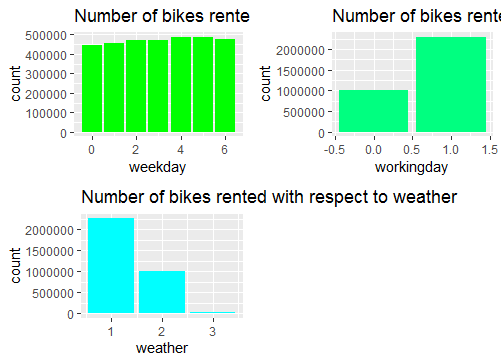 Number of bikes rente
count
500000
400000
300000
200000
100000
0
0 2 4 6
weekday
Number of bikes rente
count
2000000
1500000
1000000
500000
0
-0.5 0.0 0.5 1.0 1.5
workingday
Number of bikes rented with respect to weather
count
2000000
1500000
1000000
500000
0
1 2 3
weather